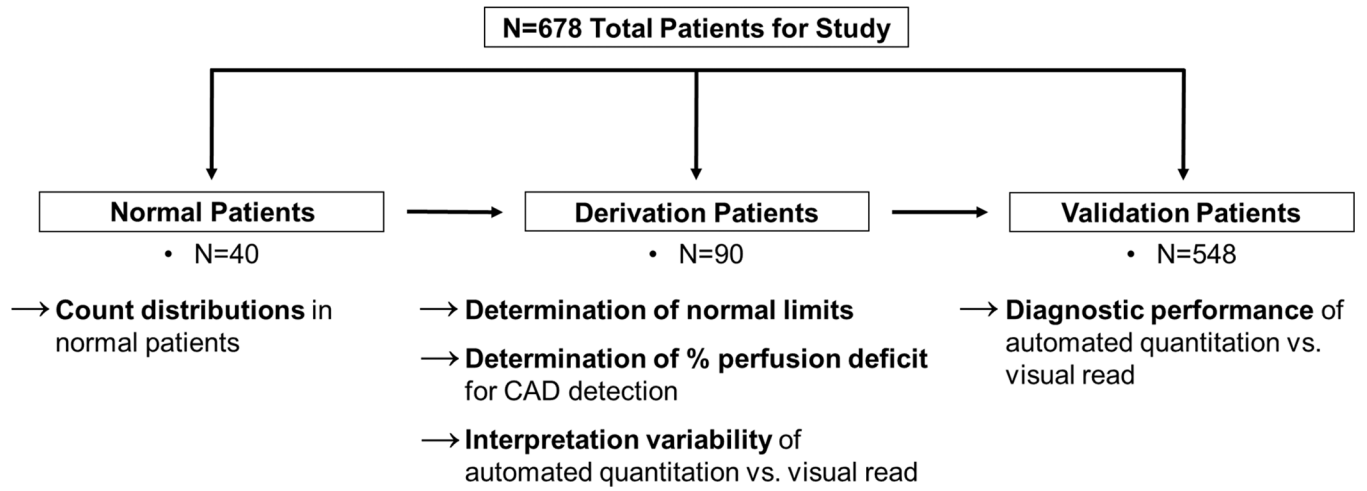 N=678 Total Patients for Study
Normal Patients
• N=40
→ Count distributions in
normal patients
Derivation Patients
• N=90
→ Determination of normal limits
→ Determination of % perfusion deficit
for CAD detection
→ Interpretation variability of
automated quantitation vs. visual read
Validation Patients
• N=548
→ Diagnostic performance of
automated quantitation vs.
visual read